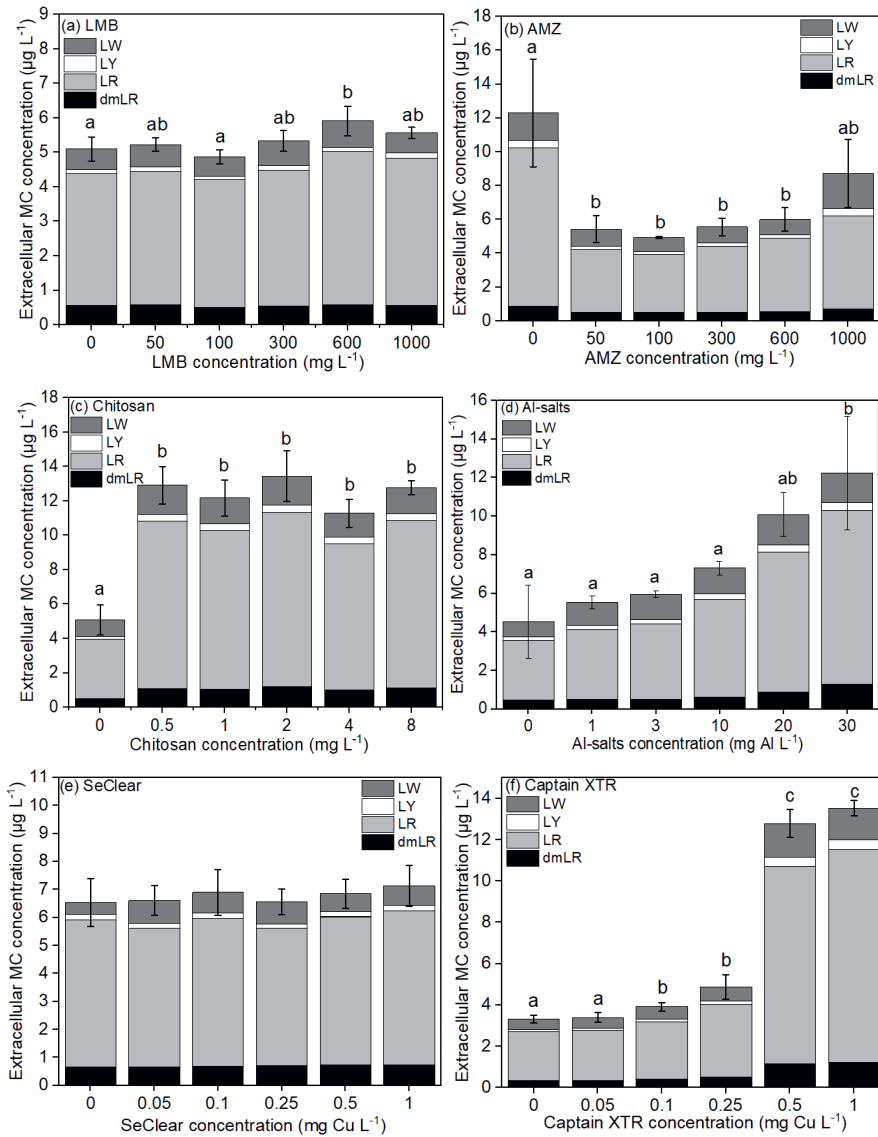 (a) LMB
LW
LY
LR
dmLR
Extracellular MC concentration (µg L-1)
9
8
7
6
5
4
3
2
1
0
a
ab
a
ab
b
ab
0 50 100 300 600 1000
LMB concentration (mg L-1)
(b) AMZ
LW
LY
LR
dmLR
Extracellular MC concentration (µg L-1)
18
16
14
12
10
8
6
4
2
0
a
b
b
b
b
ab
0 50 100 300 600 1000
AMZ concentration (mg L-1)
(c) Chitosan
LW
LY
LR
dmLR
Extracellular MC concentration (µg L-1)
18
16
14
12
10
8
6
4
2
0
a
b
b
b
b
b
0 0.5 1 2 4 8
Chitosan concentration (mg L-1)
(d) Al-salts
LW
LY
LR
dmLR
Extracellular MC concentration (µg L-1)
16
14
12
10
8
6
4
2
0
a
a
a
a
ab
b
0 1 3 10 20 30
Al-salts concentration (mg Al L-1)
(e) SeClear
LW
LY
LR
dmLR
Extracellular MC concentration (µg L-1)
11
10
9
8
7
6
5
4
3
2
1
0
0 0.05 0.1 0.25 0.5 1
SeClear concentration (mg Cu L-1)
(f) Captain XTR
LW
LY
LR
dmLR
Extracellular MC concentration (µg L-1)
14
12
10
8
6
4
2
0
a
a
b
b
c
c
0 0.05 0.1 0.25 0.5 1
Captain XTR concentration (mg Cu L-1)